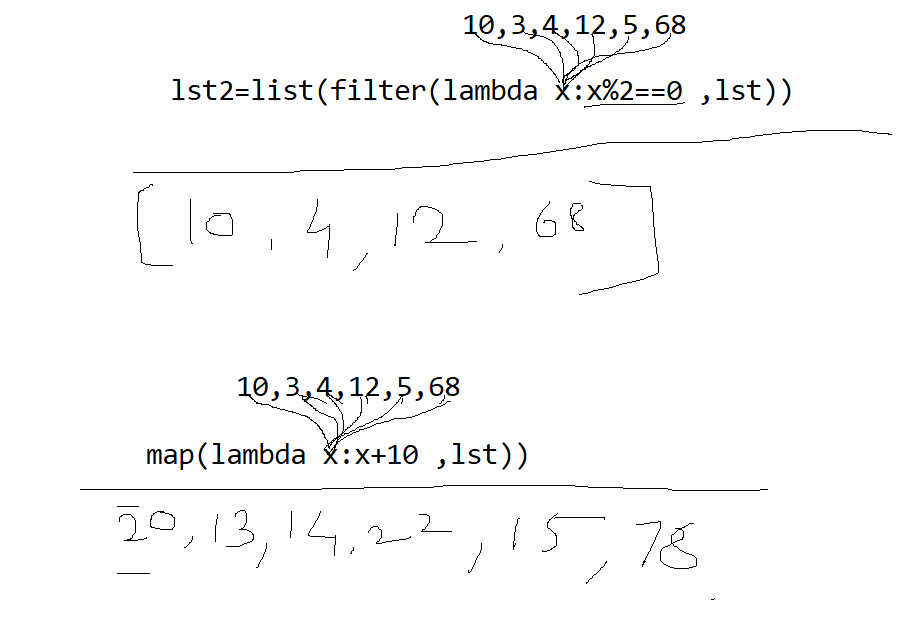 10,3,4,12,5,68
lst2=list(filter(lambda x:x%2==0 ,lst))
[10, 4, 12, 68]
10,3,4,12,5,68
map(lambda x:x+10 ,lst))
20, 13, 14, 22, 15, 78